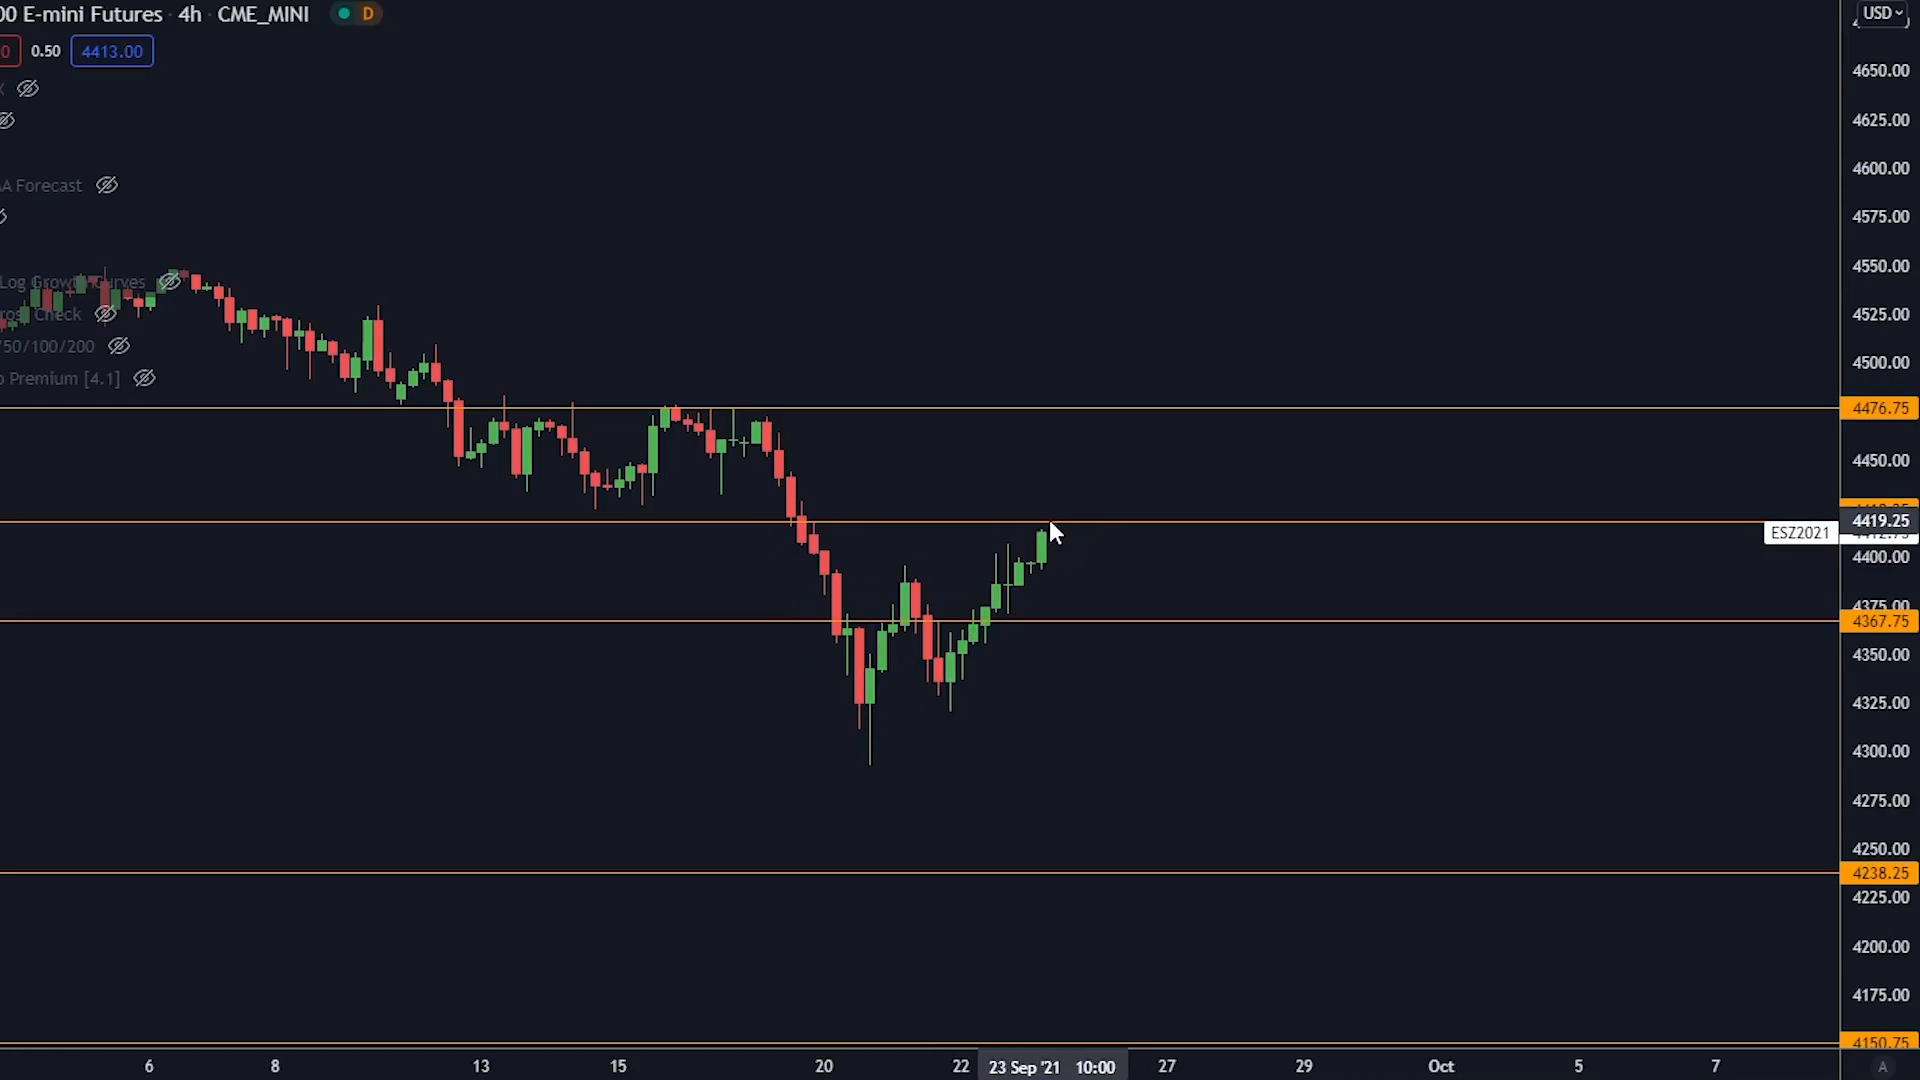 00 E-mini Futures · 4h · CME_MINI D
0 0.50 4413.00
A Forecast
Log Growth Curves
Check
/50/100/200
Premium [4.1]
USD
4650.00
4625.00
4600.00
4575.00
4550.00
4525.00
4500.00
4476.75
4450.00
4419.25
ESZ2021
4400.00
4375.00
4367.75
4350.00
4325.00
4300.00
4275.00
4250.00
4238.25
4225.00
4200.00
4175.00
4150.75
6 8 13 15 20 22 23 Sep '21 10:00 27 29 Oct 5 7 A